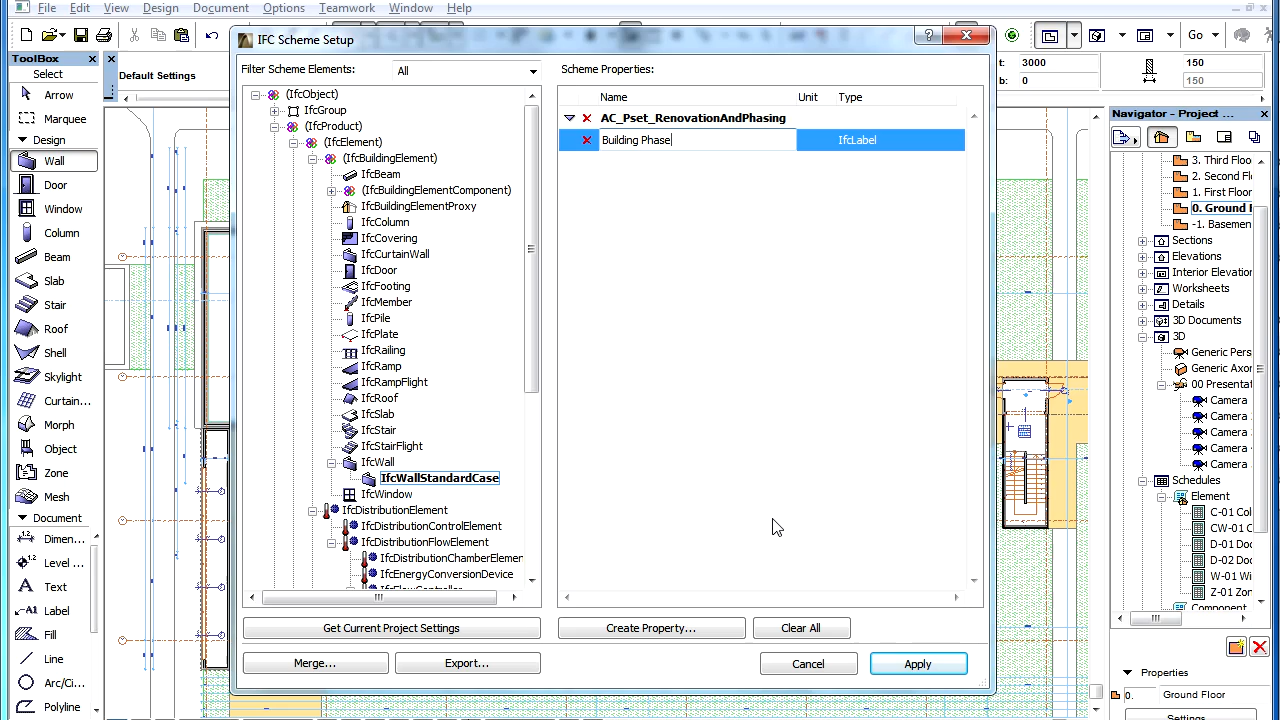 File Edit View Design Document Options Teamwork Window Help
IFC Scheme Setup
ToolBox
Select
Arrow
Marquee
Design
Wall
Door
Window
Column
Beam
Slab
Stair
Roof
Shell
Skylight
Curtain...
Morph
Object
Zone
Mesh
Document
Dimen...
Level ...
Text
Label
Fill
Line
Arc/Ci...
Polyline
Default Settings
Filter Scheme Elements:
All
(IfcObject)
IfcGroup
(IfcProduct)
(IfcElement)
(IfcBuildingElement)
IfcBeam
(IfcBuildingElementComponent)
IfcBuildingElementProxy
IfcColumn
IfcCovering
IfcCurtainWall
IfcDoor
IfcFooting
IfcMember
IfcPile
IfcPlate
IfcRailing
IfcRamp
IfcRampFlight
IfcRoof
IfcSlab
IfcStair
IfcStairFlight
IfcWall
IfcWallStandardCase
IfcWindow
IfcDistributionElement
IfcDistributionControlElement
IfcDistributionFlowElement
IfcDistributionChamberElemen
IfcEnergyConversionDevice
Get Current Project Settings
Merge...
Export...
Scheme Properties:
Name Unit Type
AC_Pset_RenovationAndPhasing
Building Phase IfcLabel
Create Property...
Clear All
Cancel
Apply
Go
t: 3000
b: 0
150
150
Navigator - Project ...
3. Third Floo
2. Second Fl
1. First Floor
0. Ground F
-1. Basemen
Sections
Elevations
Interior Elevation
Worksheets
Details
3D Documents
3D
Generic Pers
Generic Axor
00 Presentat
Camera
Camera
Camera
Camera
Camera
Schedules
Element
C-01 Col
CW-01 C
D-01 Doo
D-02 Doo
W-01 Wi
Z-01 Zon
Component
Properties
0. Ground Floor
Settings